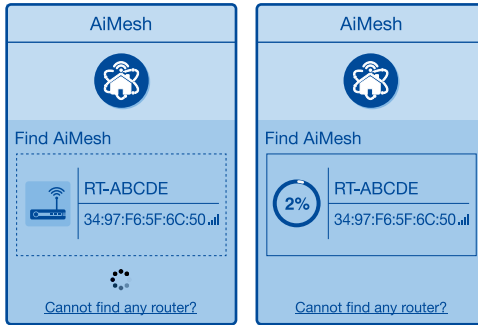 AiMesh
Find AiMesh
RT-ABCDE
34:97:F6:5F:6C:50
Cannot find any router?
AiMesh
Find AiMesh
2%
RT-ABCDE
34:97:F6:5F:6C:50
Cannot find any router?